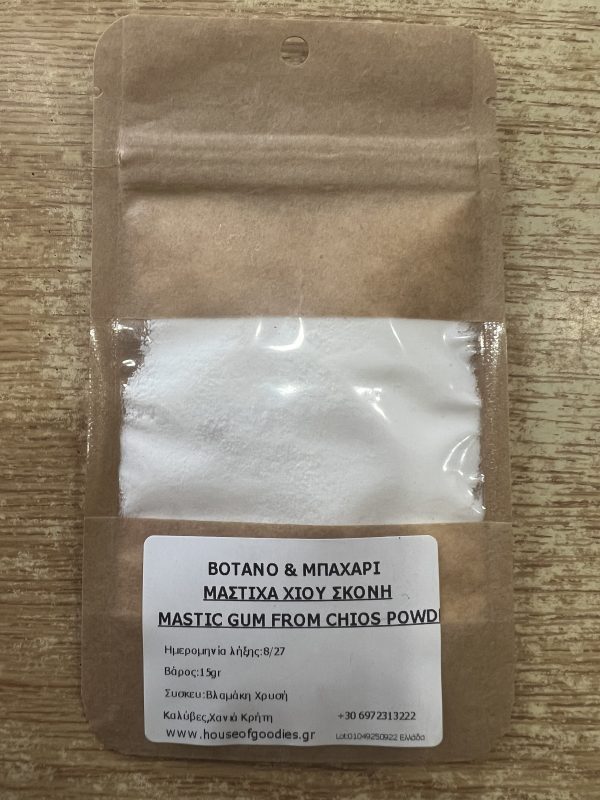 ΒΟΤΑΝΟ & ΜΠΑΧΑΡΙ
ΜΑΣΤΙΧΑ ΧΙΟΥ ΣΚΟΝΗ
MASTIC GUM FROM CHIOS POWD
Ημερομηνία λήξης:8/27
Βάρος:15gr
Συσκευ:Βλαμάκη Χρυσή
Καλύβες,Χανιά Κρήτη +30 6972313222
www.houseofgoodies.gr Lot:01049250922 Ελλάδα